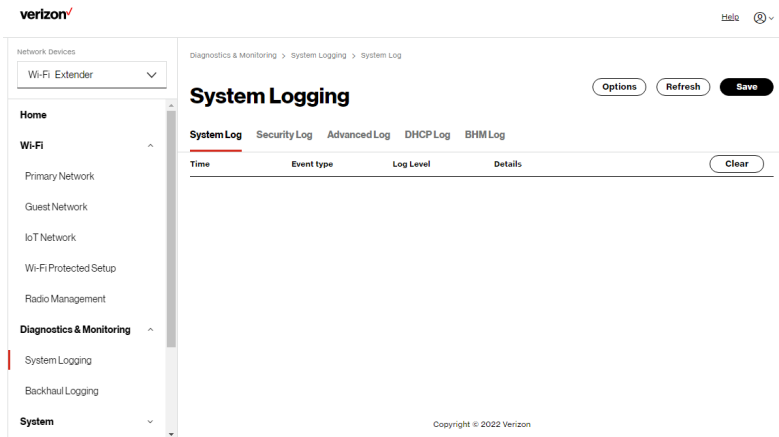 verizon
Help
Network Devices
Wi-Fi Extender
Home
Wi-Fi
Primary Network
Guest Network
IoT Network
Wi-Fi Protected Setup
Radio Management
Diagnostics & Monitoring
System Logging
Backhaul Logging
System
Diagnostics & Monitoring > System Logging > System Log
System Logging
Options Refresh Save
System Log Security Log Advanced Log DHCP Log BHM Log
Time Event type Log Level Details Clear
Copyright © 2022 Verizon